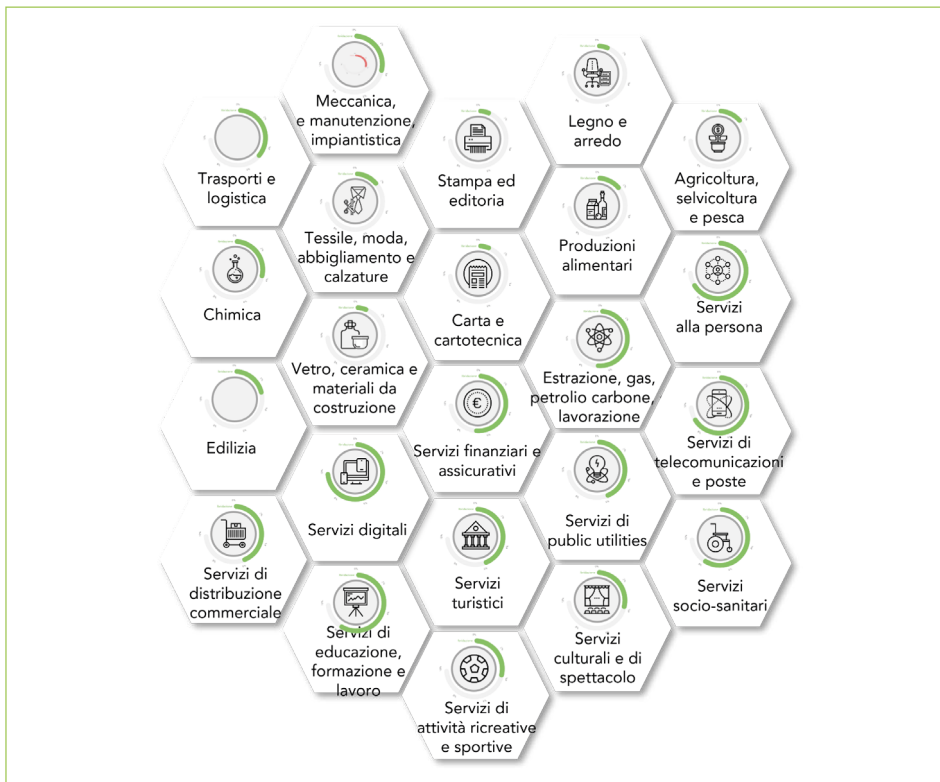 Meccanica,
e manutenzione,
impiantistica
Legno e
arredo
Trasporti e
logistica
Stampa ed
editoria
Agricoltura,
selvicoltura
e pesca
Tessile, moda,
abbigliamento e
calzature
Produzioni
alimentari
Chimica
Carta e
cartotecnica
Servizi
alla persona
Vetro, ceramica e
materiali da
costruzione
Estrazione, gas,
petrolio carbone,
lavorazione
Edilizia
Servizi finanziari e
assicurativi
Servizi di
telecomunicazioni
e poste
Servizi digitali
Servizi di
public utilities
Servizi di
distribuzione
commerciale
Servizi
turistici
Servizi
socio-sanitari
Servizi di
educazione,
formazione e
lavoro
Servizi
culturali e di
spettacolo
Servizi di
attività ricreative
e sportive